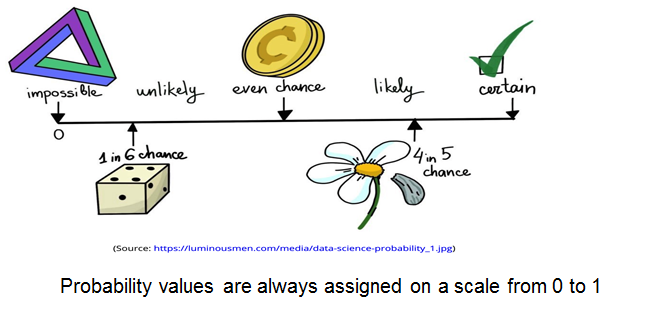 impossible unlikely even chance likely certain
0
1 in 6 chance
4 in 5
chance
(Source: https://luminousmen.com/media/data-science-probability_1.jpg)
Probability values are always assigned on a scale from 0 to 1